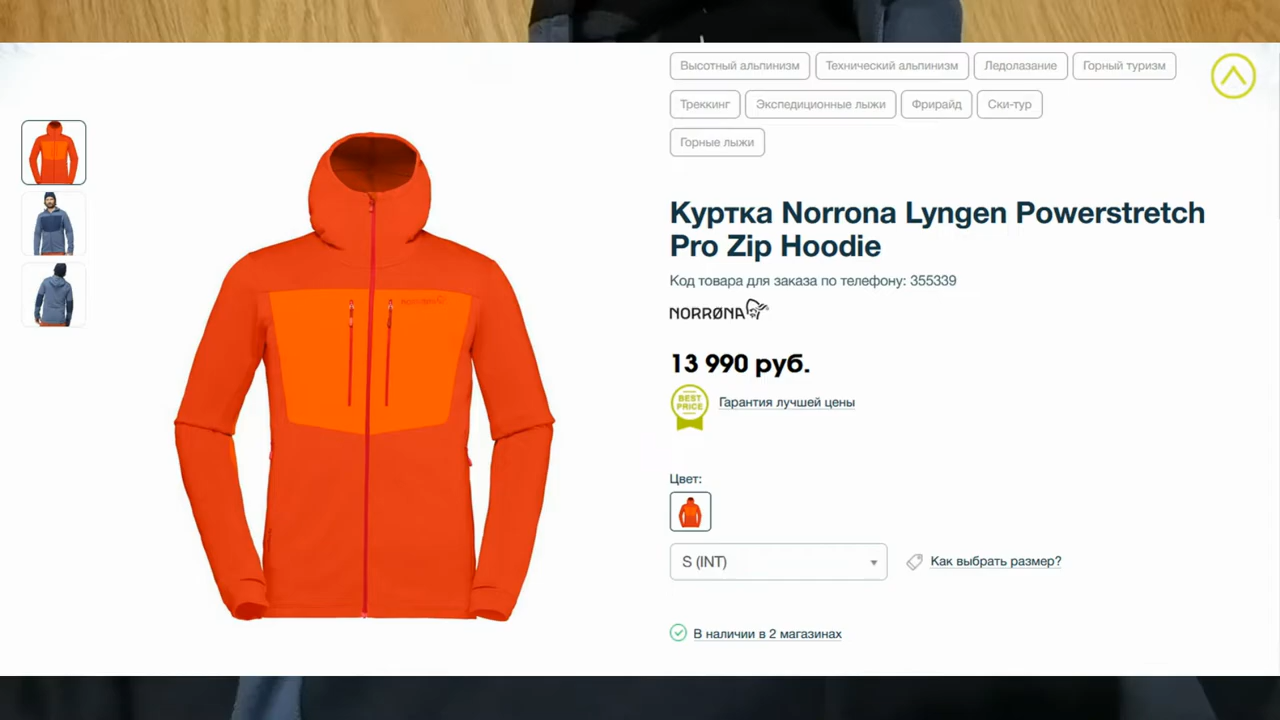 Высотный альпинизм
Технический альпинизм
Ледолазание
Горный туризм
Треккинг
Экспедиционные лыжи
Фрирайд
Ски-тур
Горные лыжи
Куртка Norrona Lyngen Powerstretch
Pro Zip Hoodie
Код товара для заказа по телефону: 355339
NORRØNA
13 990 руб.
BEST
PRICE
Гарантия лучшей цены
Цвет:
S (INT)
Как выбрать размер?
В наличии в 2 магазинах